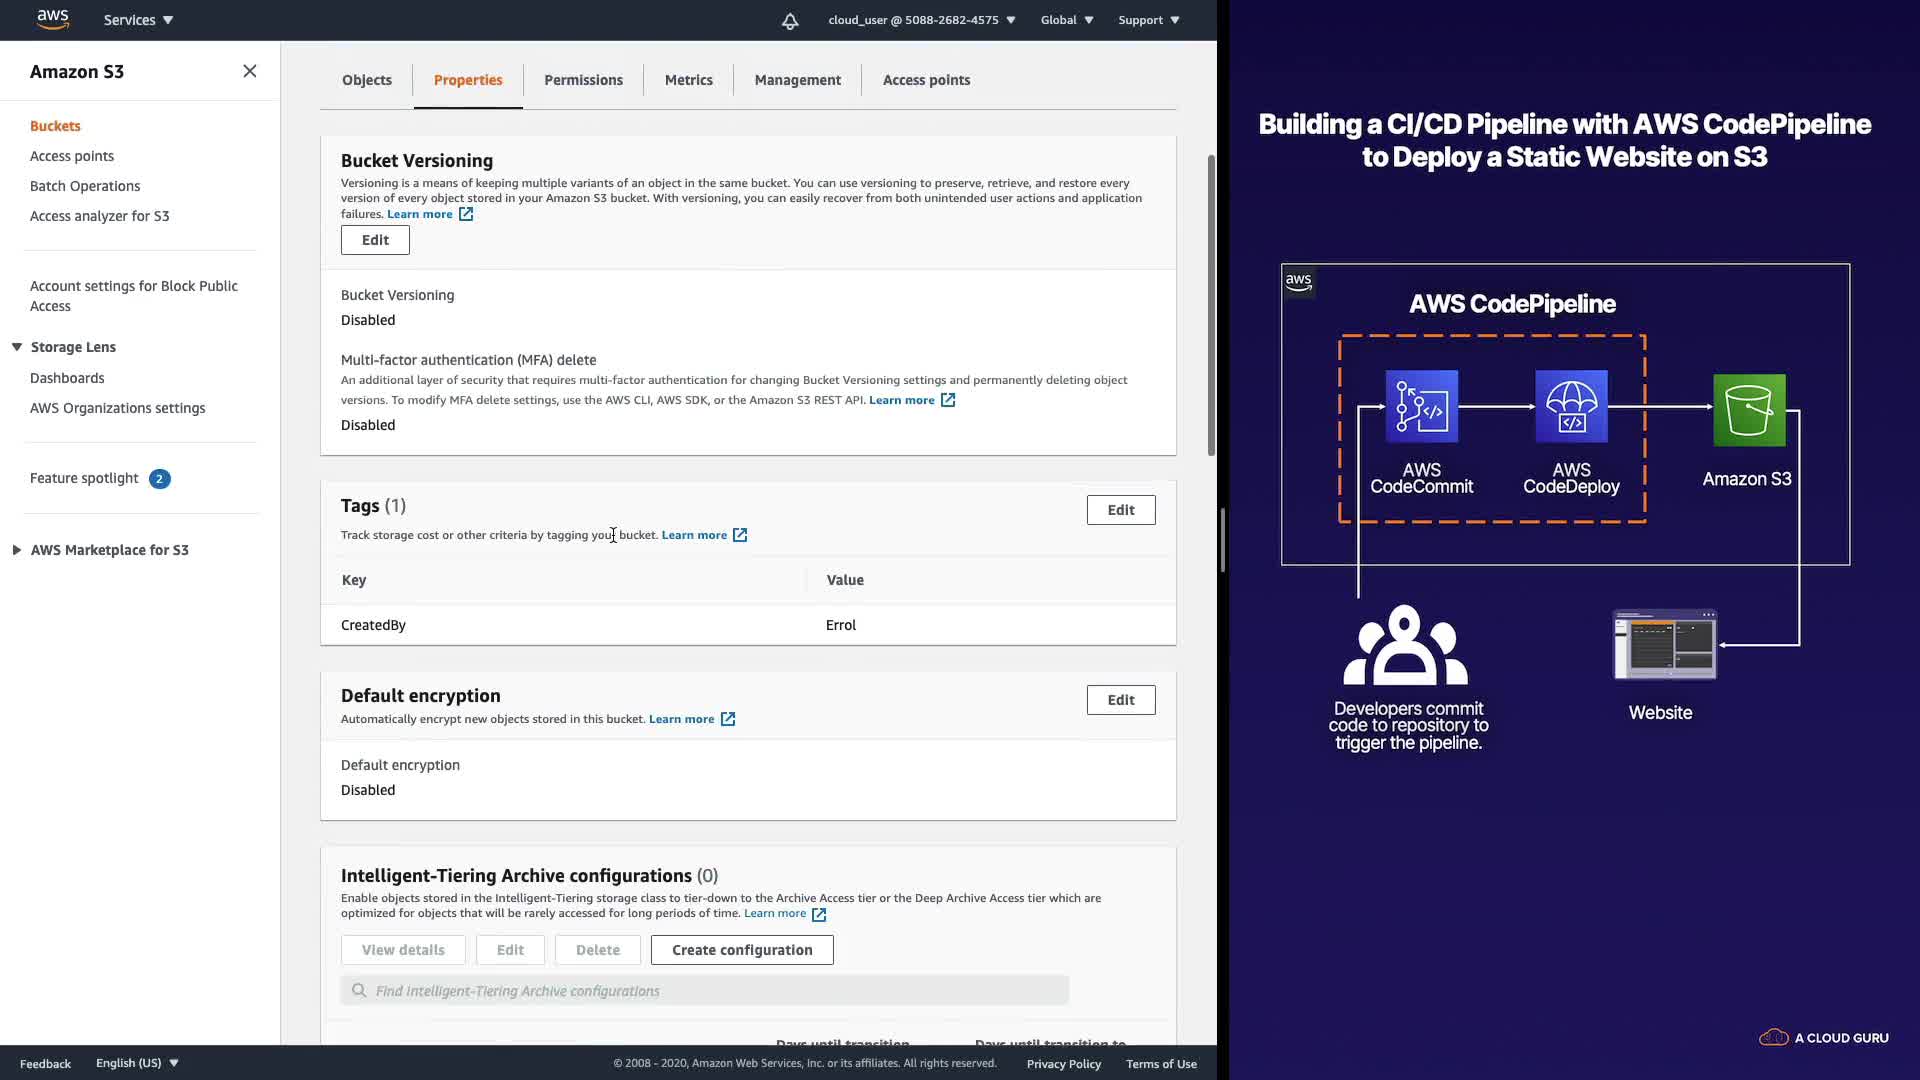 aws
Services
cloud_user @ 5088-2682-4575
Global
Support
Amazon S3
Buckets
Access points
Batch Operations
Access analyzer for S3
Account settings for Block Public
Access
Storage Lens
Dashboards
AWS Organizations settings
Feature spotlight 2
AWS Marketplace for S3
Objects
Properties
Permissions
Metrics
Management
Access points
Bucket Versioning
Versioning is a means of keeping multiple variants of an object in the same bucket. You can use versioning to preserve, retrieve, and restore every
version of every object stored in your Amazon S3 bucket. With versioning, you can easily recover from both unintended user actions and application
failures. Learn more
Edit
Bucket Versioning
Disabled
Multi-factor authentication (MFA) delete
An additional layer of security that requires multi-factor authentication for changing Bucket Versioning settings and permanently deleting object
versions. To modify MFA delete settings, use the AWS CLI, AWS SDK, or the Amazon S3 REST API. Learn more
Disabled
Tags (1)
Edit
Track storage cost or other criteria by tagging your bucket. Learn more
Key
Value
CreatedBy
Errol
Default encryption
Edit
Automatically encrypt new objects stored in this bucket. Learn more
Default encryption
Disabled
Intelligent-Tiering Archive configurations (0)
Enable objects stored in the Intelligent-Tiering storage class to tier-down to the Archive Access tier or the Deep Archive Access tier which are
optimized for objects that will be rarely accessed for long periods of time. Learn more
View details
Edit
Delete
Create configuration
Find Intelligent-Tiering Archive configurations
Days until transition
Days until transition to
Feedback
English (US)
© 2008 - 2020, Amazon Web Services, Inc. or its affiliates. All rights reserved.
Privacy Policy
Terms of Use
Building a CI/CD Pipeline with AWS CodePipeline
to Deploy a Static Website on S3
aws
AWS CodePipeline
AWS
CodeCommit
AWS
CodeDeploy
Amazon S3
Developers commit
code to repository to
trigger the pipeline.
Website
A CLOUD GURU